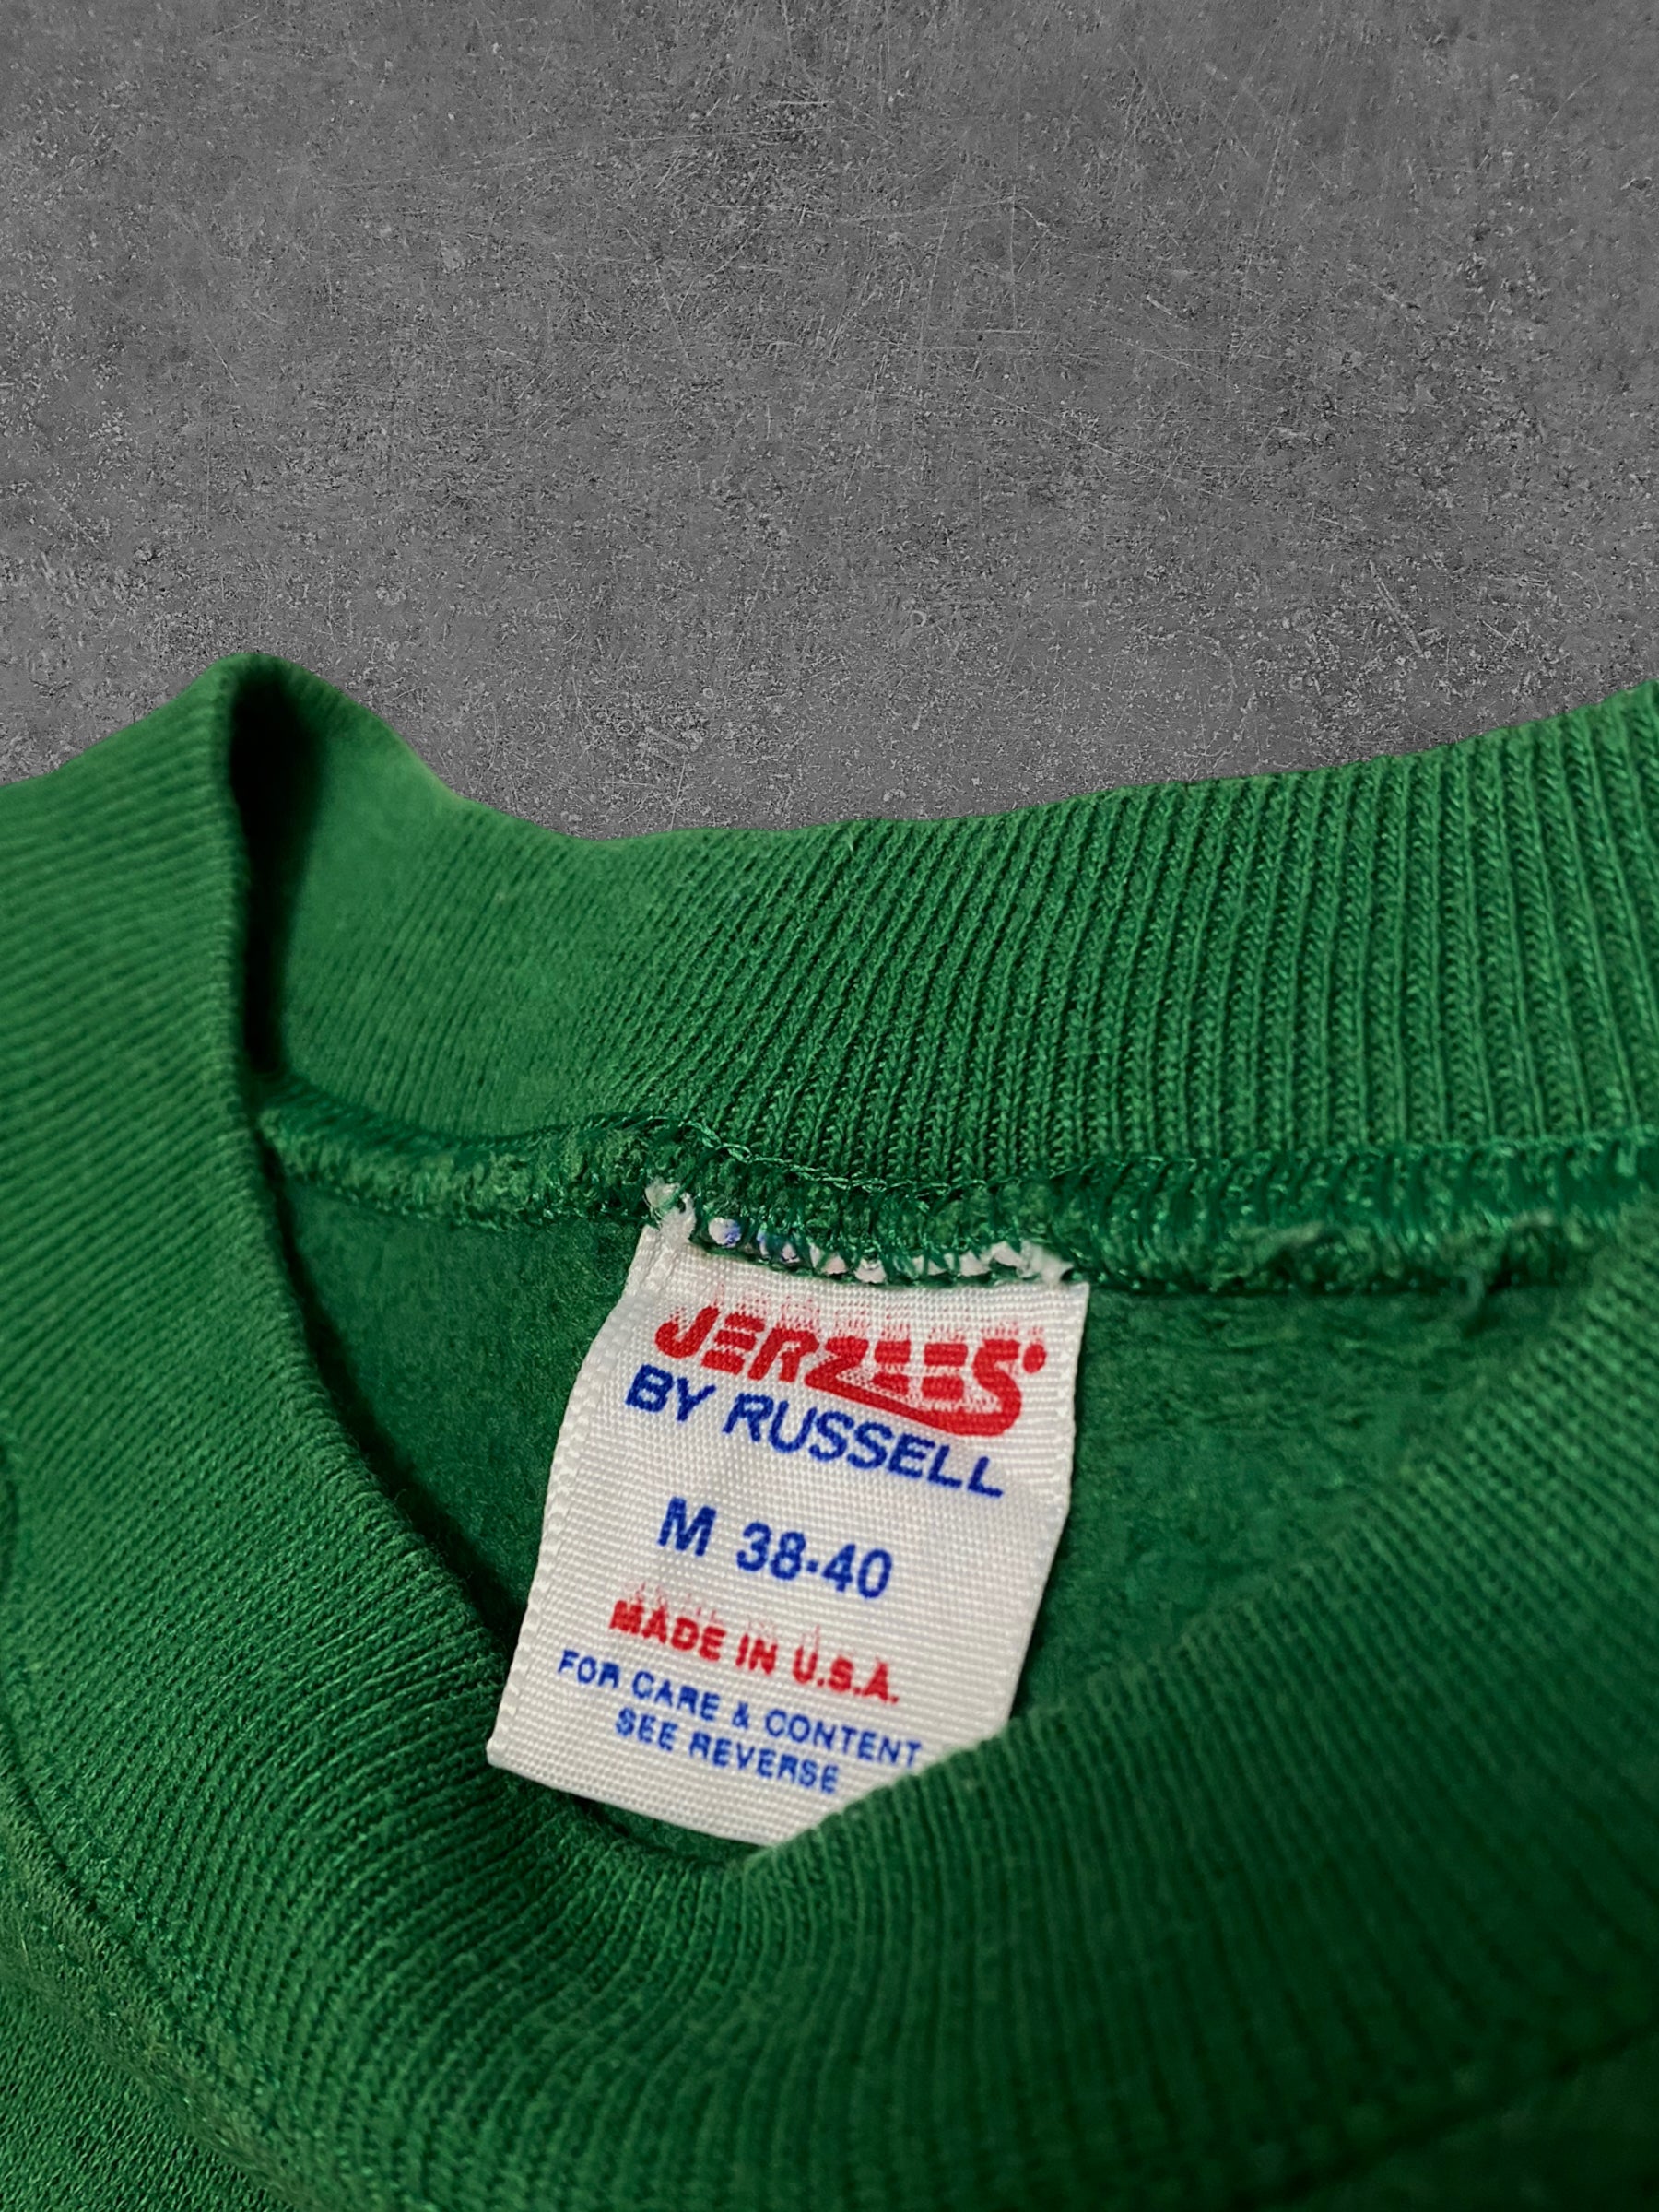 JERZEES
BY RUSSELL
M 38-40
MADE IN U.S.A.
FOR CARE & CONTENT
SEE REVERSE